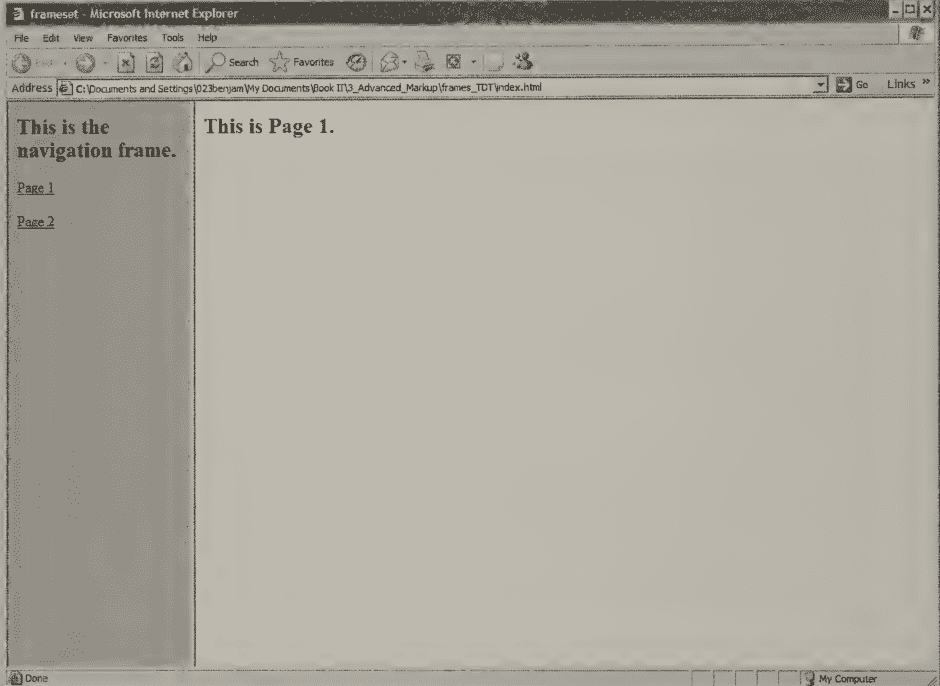 frameset - Microsoft Internet Explorer
File Edit View Favorites Tools Help
Search Favorites
Address C:\Documents and Settings\023benjam\My Documents\Book II\3_Advanced_Markup\frames_TDT\index.html Go Links »
This is the
navigation frame.
Page 1
Page 2
This is Page 1.
Done My Computer